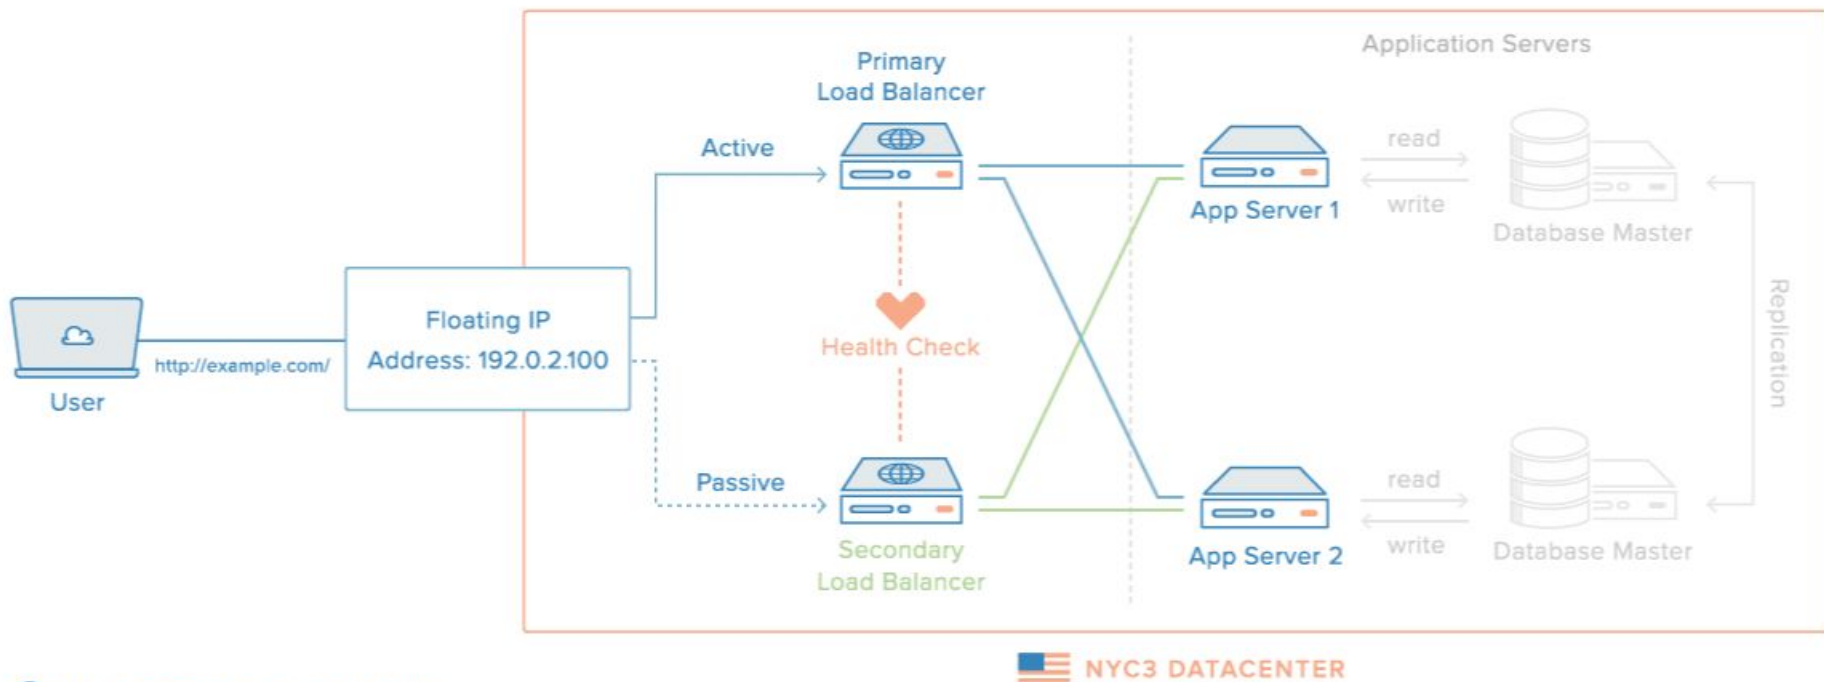 Application Servers
Primary
Load Balancer
Active
read
write
App Server 1
Database Master
Floating IP
Address: 192.0.2.100
http://example.com/
User
Health Check
Replication
Passive
Secondary
Load Balancer
read
write
App Server 2
Database Master
NYC3 DATACENTER